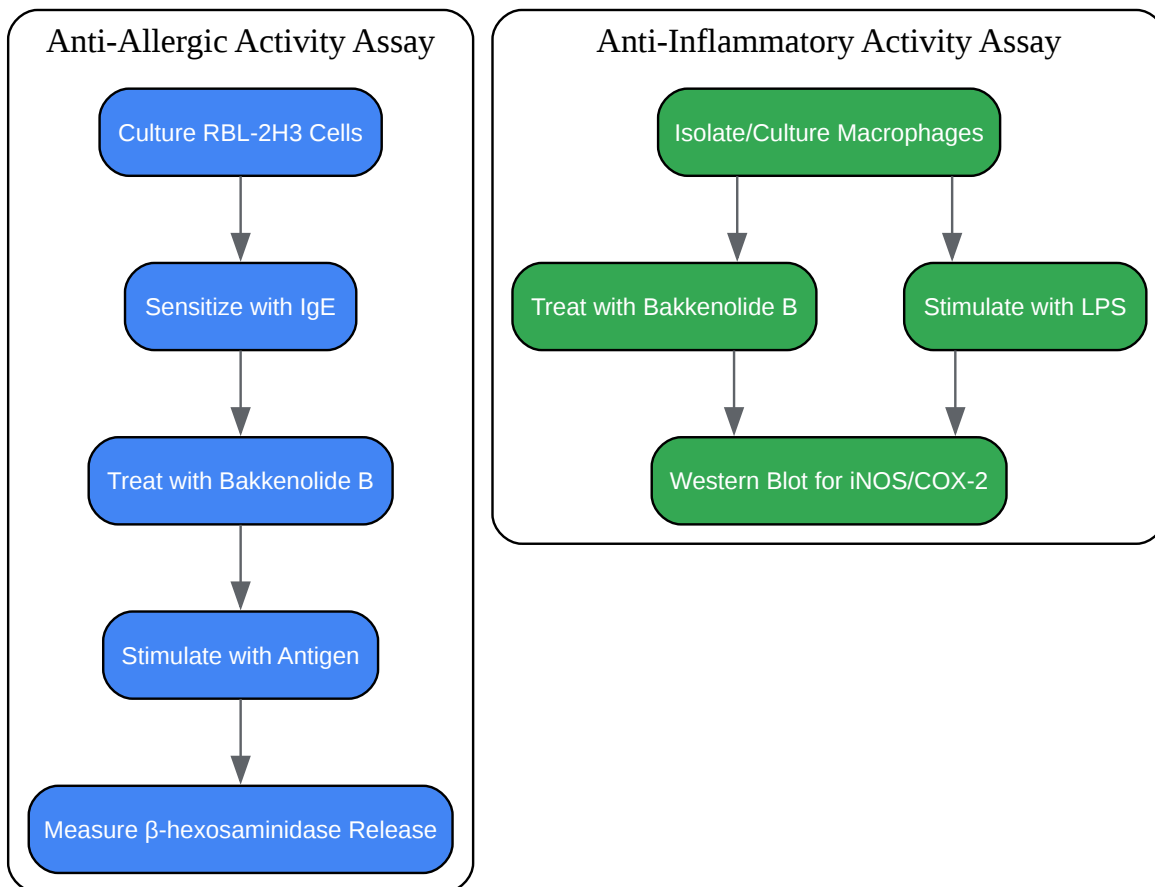 Anti-Allergic Activity Assay
Culture RBL-2H3 Cells
Sensitize with IgE
Treat with Bakkenolide B
Stimulate with Antigen
Measure β-hexosaminidase Release
Anti-Inflammatory Activity Assay
Isolate/Culture Macrophages
Treat with Bakkenolide B
Stimulate with LPS
Western Blot for iNOS/COX-2